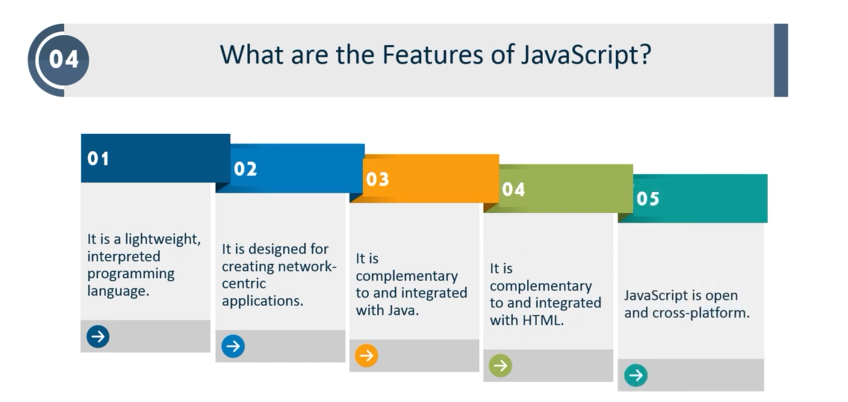 04
What are the Features of JavaScript?
01
It is a lightweight,
interpreted
programming
language.
02
It is designed for
creating network-
centric
applications.
03
It is
complementary
to and integrated
with Java.
04
It is
complementary
to and integrated
with HTML.
05
JavaScript is open
and cross-platform.